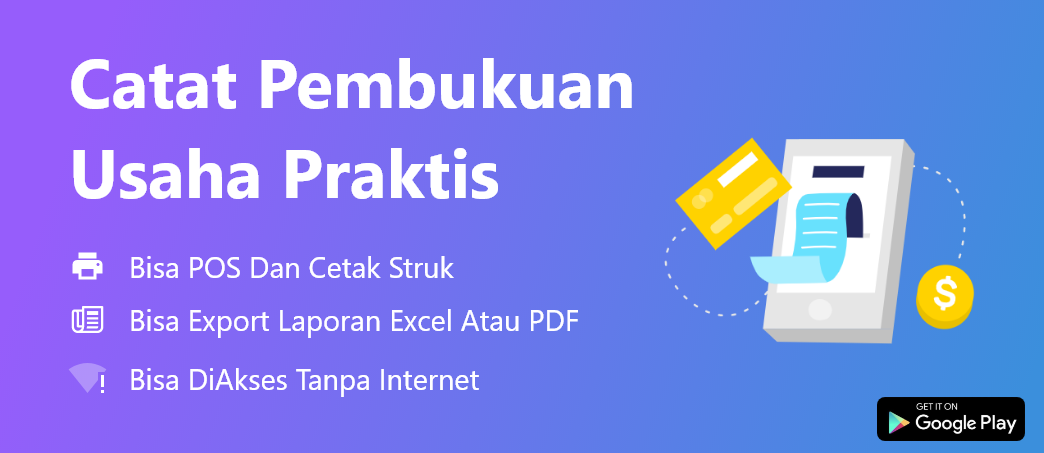 Catat Pembukuan
Usaha Praktis
Bisa POS Dan Cetak Struk
Bisa Export Laporan Excel Atau PDF
Bisa DiAkses Tanpa Internet
$
GET IT ON
Google Play